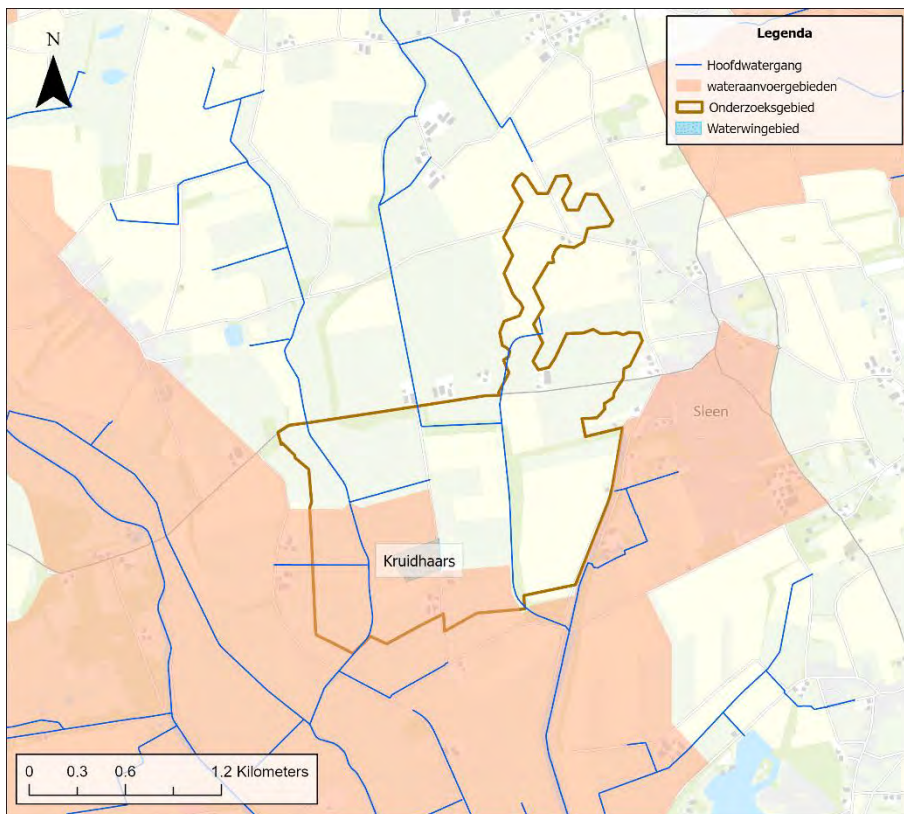 N
Legenda
Hoofdwatergang
wateraanvoergebieden
Onderzoeksgebied
Waterwingebied
Sleen
Kruidhaars
0 0.3 0.6 1.2 Kilometers